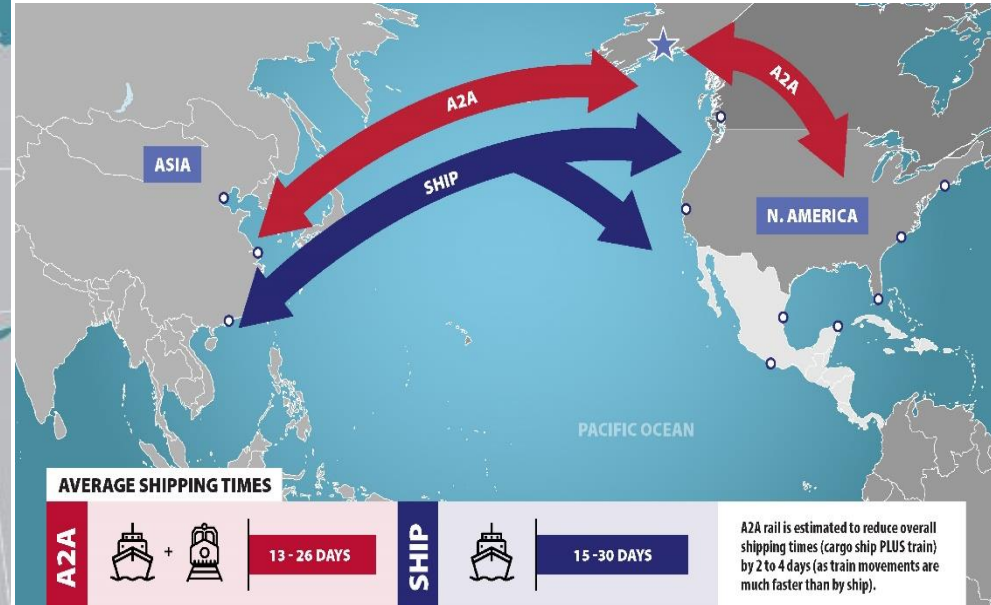 A2A
A2A
ASIA
SHIP
N. AMERICA
PACIFIC OCEAN
AVERAGE SHIPPING TIMES
A2A
+
13 - 26 DAYS
SHIP
15-30 DAYS
A2A rail is estimated to reduce overall
shipping times (cargo ship PLUS train)
by 2 to 4 days (as train movements are
much faster than by ship).